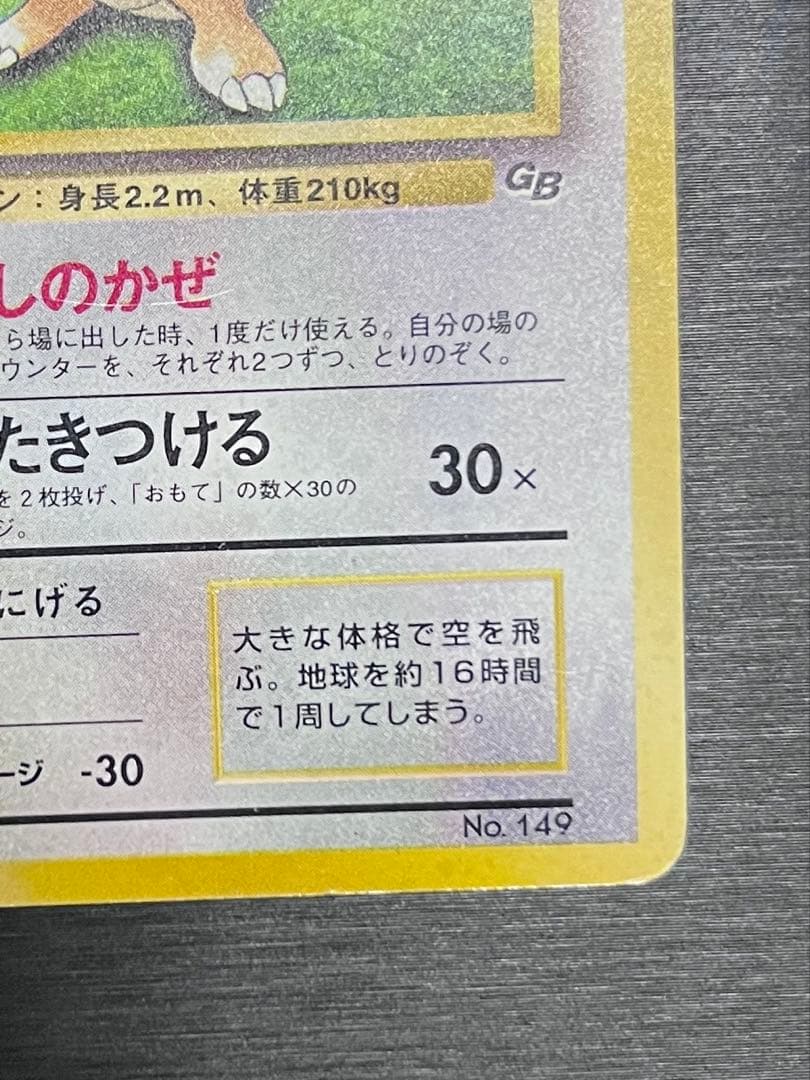 ン：身長2.2m、体重210kg
GB
しのかぜ
ら場に出した時、1度だけ使える。自分の場の
ウンターを、それぞれ2つずつ、とりのぞく。
たきつける
30×
を2枚投げ、「おもて」の数×30の
ジ。
にげる
大きな体格で空を飛
ぶ。地球を約16時間
で1周してしまう。
ージ -30
No. 149